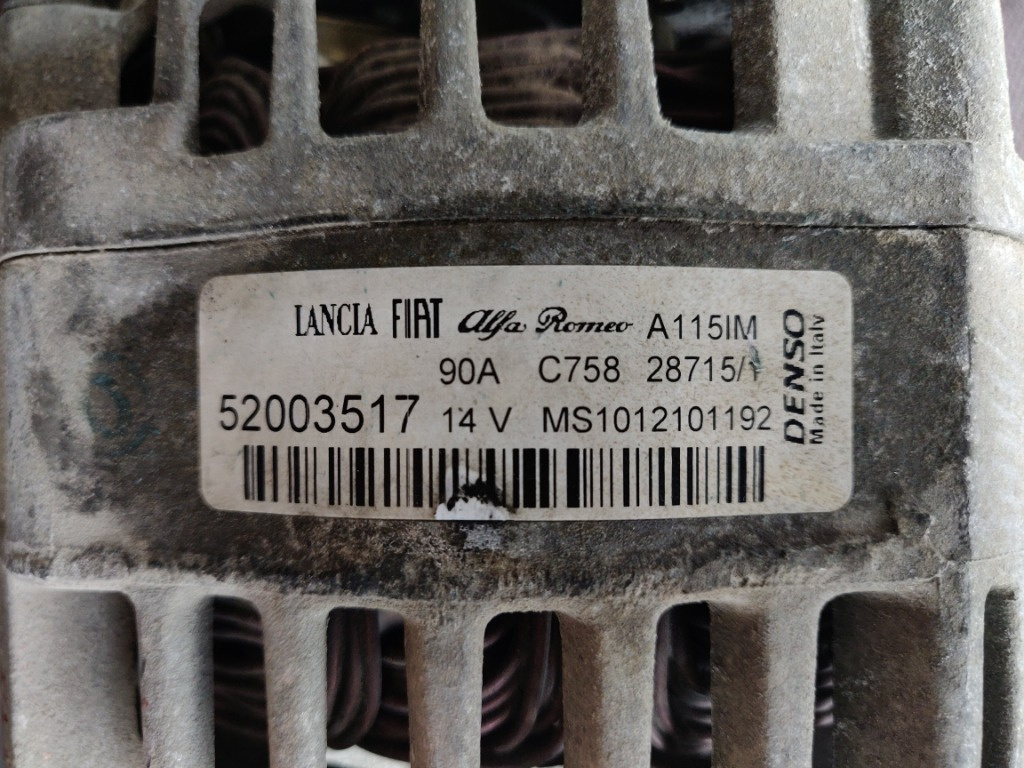 LANCIA FIAT Alfa Romeo A115IM
90A C758 28715/1
52003517 14 V MS1012101192
DENSO
Made in Italy